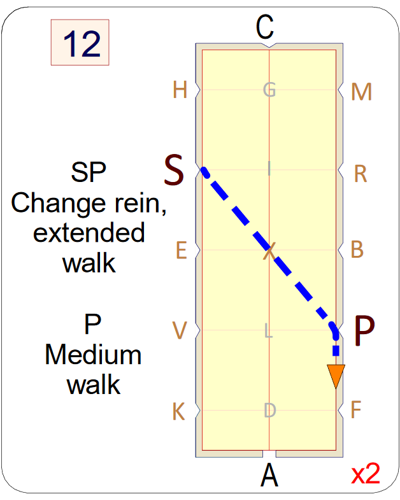 12
C
H
G
M
SP
Change rein,
extended
walk
S
I
R
E
X
B
P
Medium
walk
V
L
P
K
D
F
A
x2